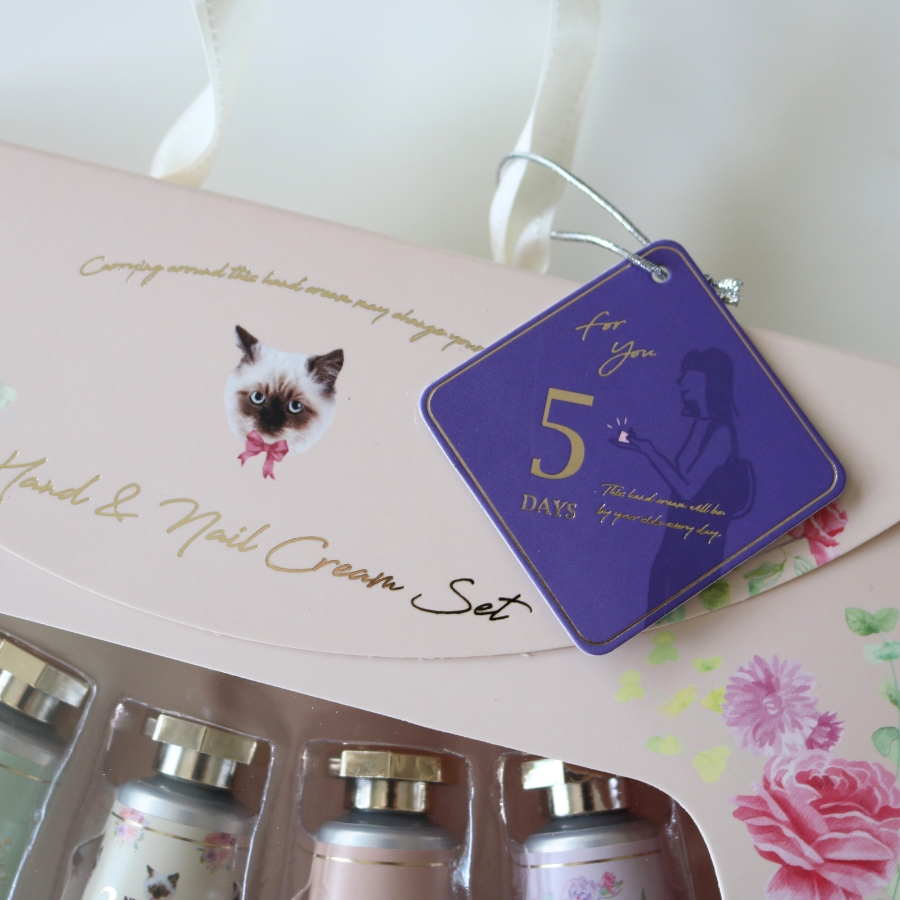 Carrying around this hand cream may change your
Hand & Nail Cream Set
For
You
5
DAYS
This hand cream will be
by your side every day.